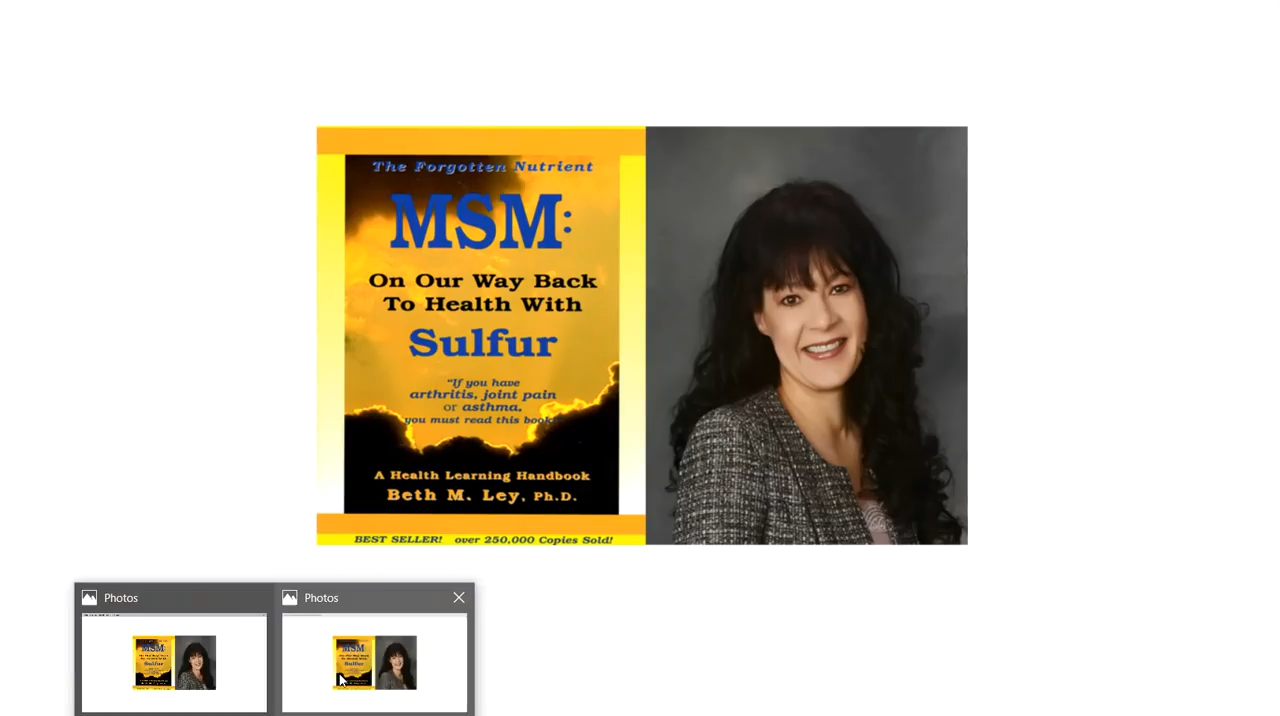 The Forgotten Nutrient
MSM:
On Our Way Back
To Health With
Sulfur
"If you have
arthritis, joint pain
or asthma,
you must read this book
A Health Learning Handbook
Beth M. Ley, Ph.D.
BEST SELLER! over 250,000 Copies Sold!
Photos
Photos